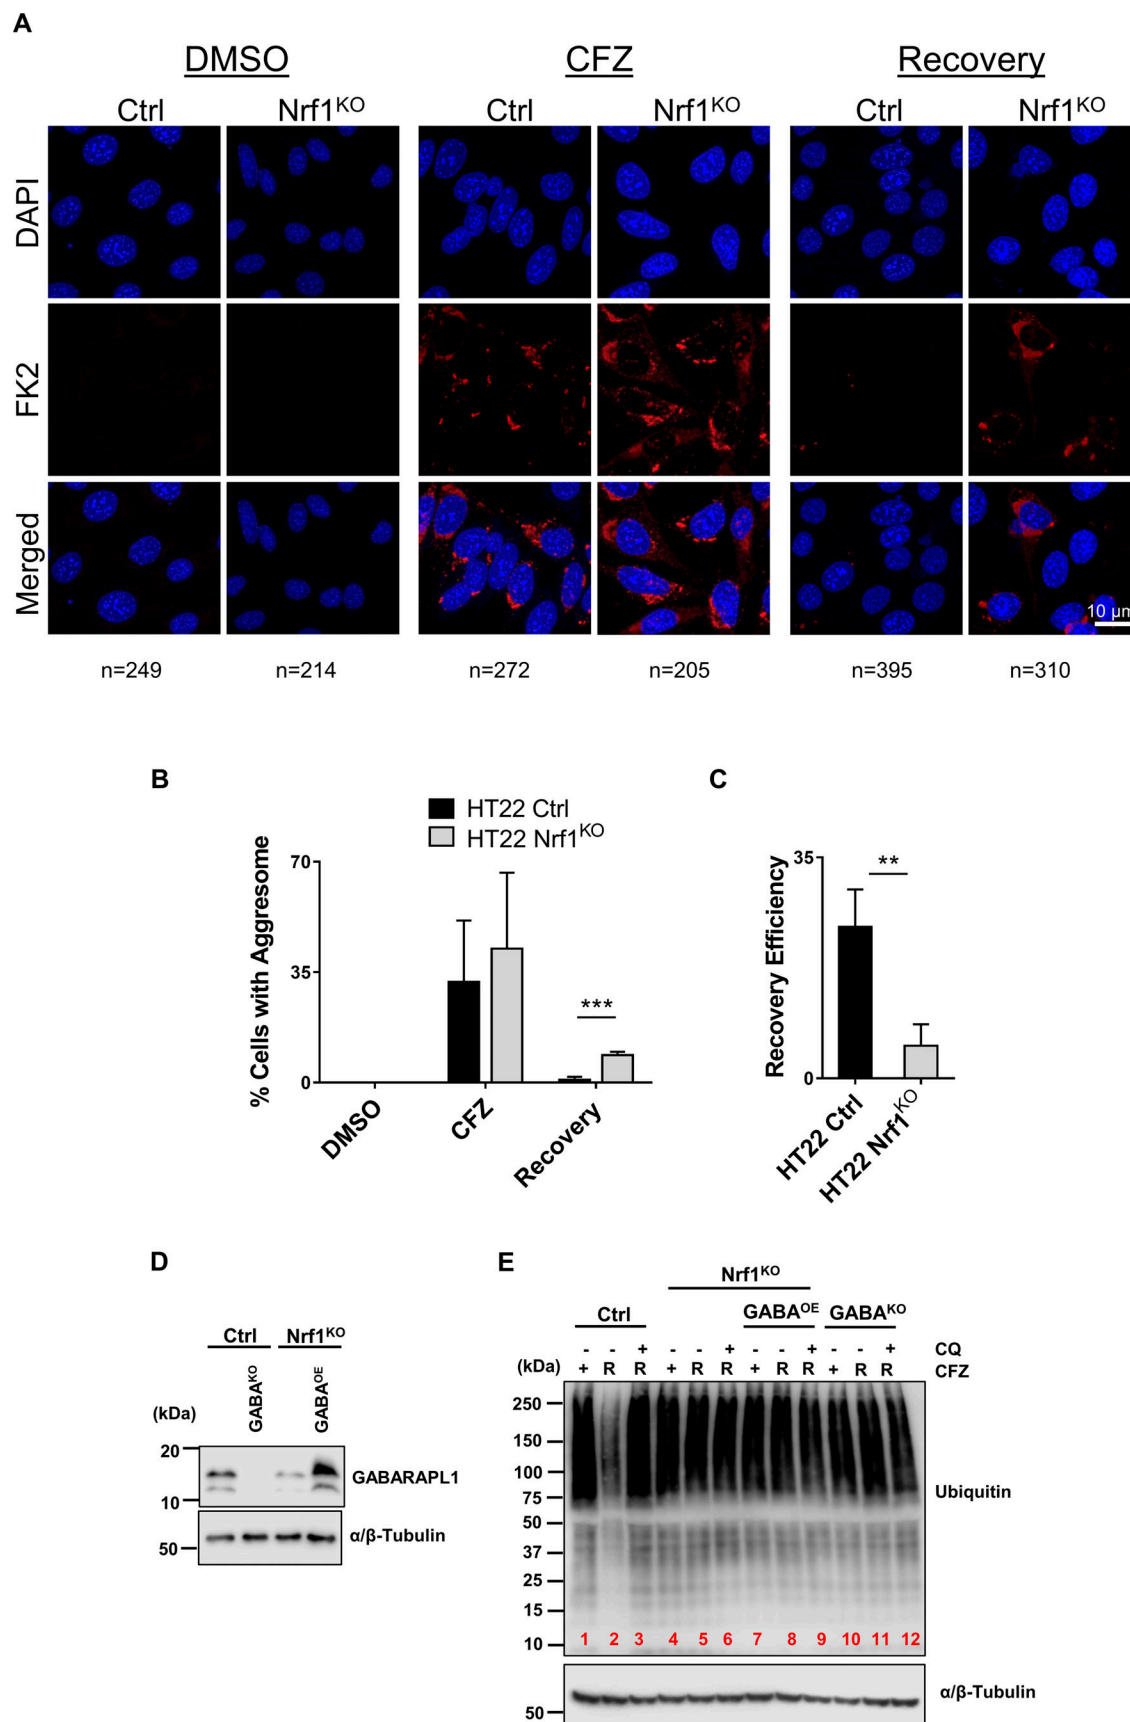 A
DMSO CFZ Recovery
Ctrl Nrf1KO Ctrl Nrf1KO Ctrl Nrf1KO
DAPI
FK2
Merged
10 μm
n=249 n=214 n=272 n=205 n=395 n=310
B
HT22 Ctrl
HT22 Nrf1KO
% Cells with Aggresome
70
35
0
***
DMSO CFZ Recovery
C
Recovery Efficiency
35
0
**
HT22 Ctrl HT22 Nrf1KO
D
Ctrl Nrf1KO
GABAKO GABAOE
(kDa)
20
10
GABARAPL1
50
α/β-Tubulin
E
Nrf1KO
Ctrl GABAOE GABAKO
- - + - - + - - + - - + CQ
(kDa) + R R + R R + R R + R R CFZ
250
150
100
75
50
37
25
15
10
Ubiquitin
1 2 3 4 5 6 7 8 9 10 11 12
50
α/β-Tubulin